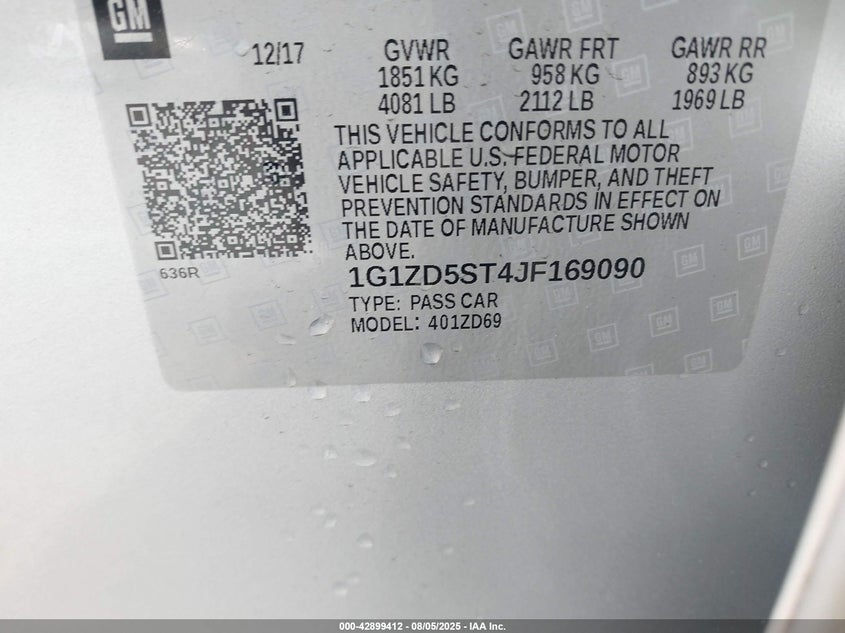 GM
12/17 GVWR GAWR FRT GAWR RR
1851 KG 958 KG 893 KG
4081 LB 2112 LB 1969 LB
THIS VEHICLE CONFORMS TO ALL
APPLICABLE U.S. FEDERAL MOTOR
VEHICLE SAFETY, BUMPER, AND THEFT
PREVENTION STANDARDS IN EFFECT ON
THE DATE OF MANUFACTURE SHOWN
ABOVE.
636R
1G1ZD5ST4JF169090
TYPE: PASS CAR
MODEL: 401ZD69
000-42899412 - 08/05/2025 - IAA Inc.